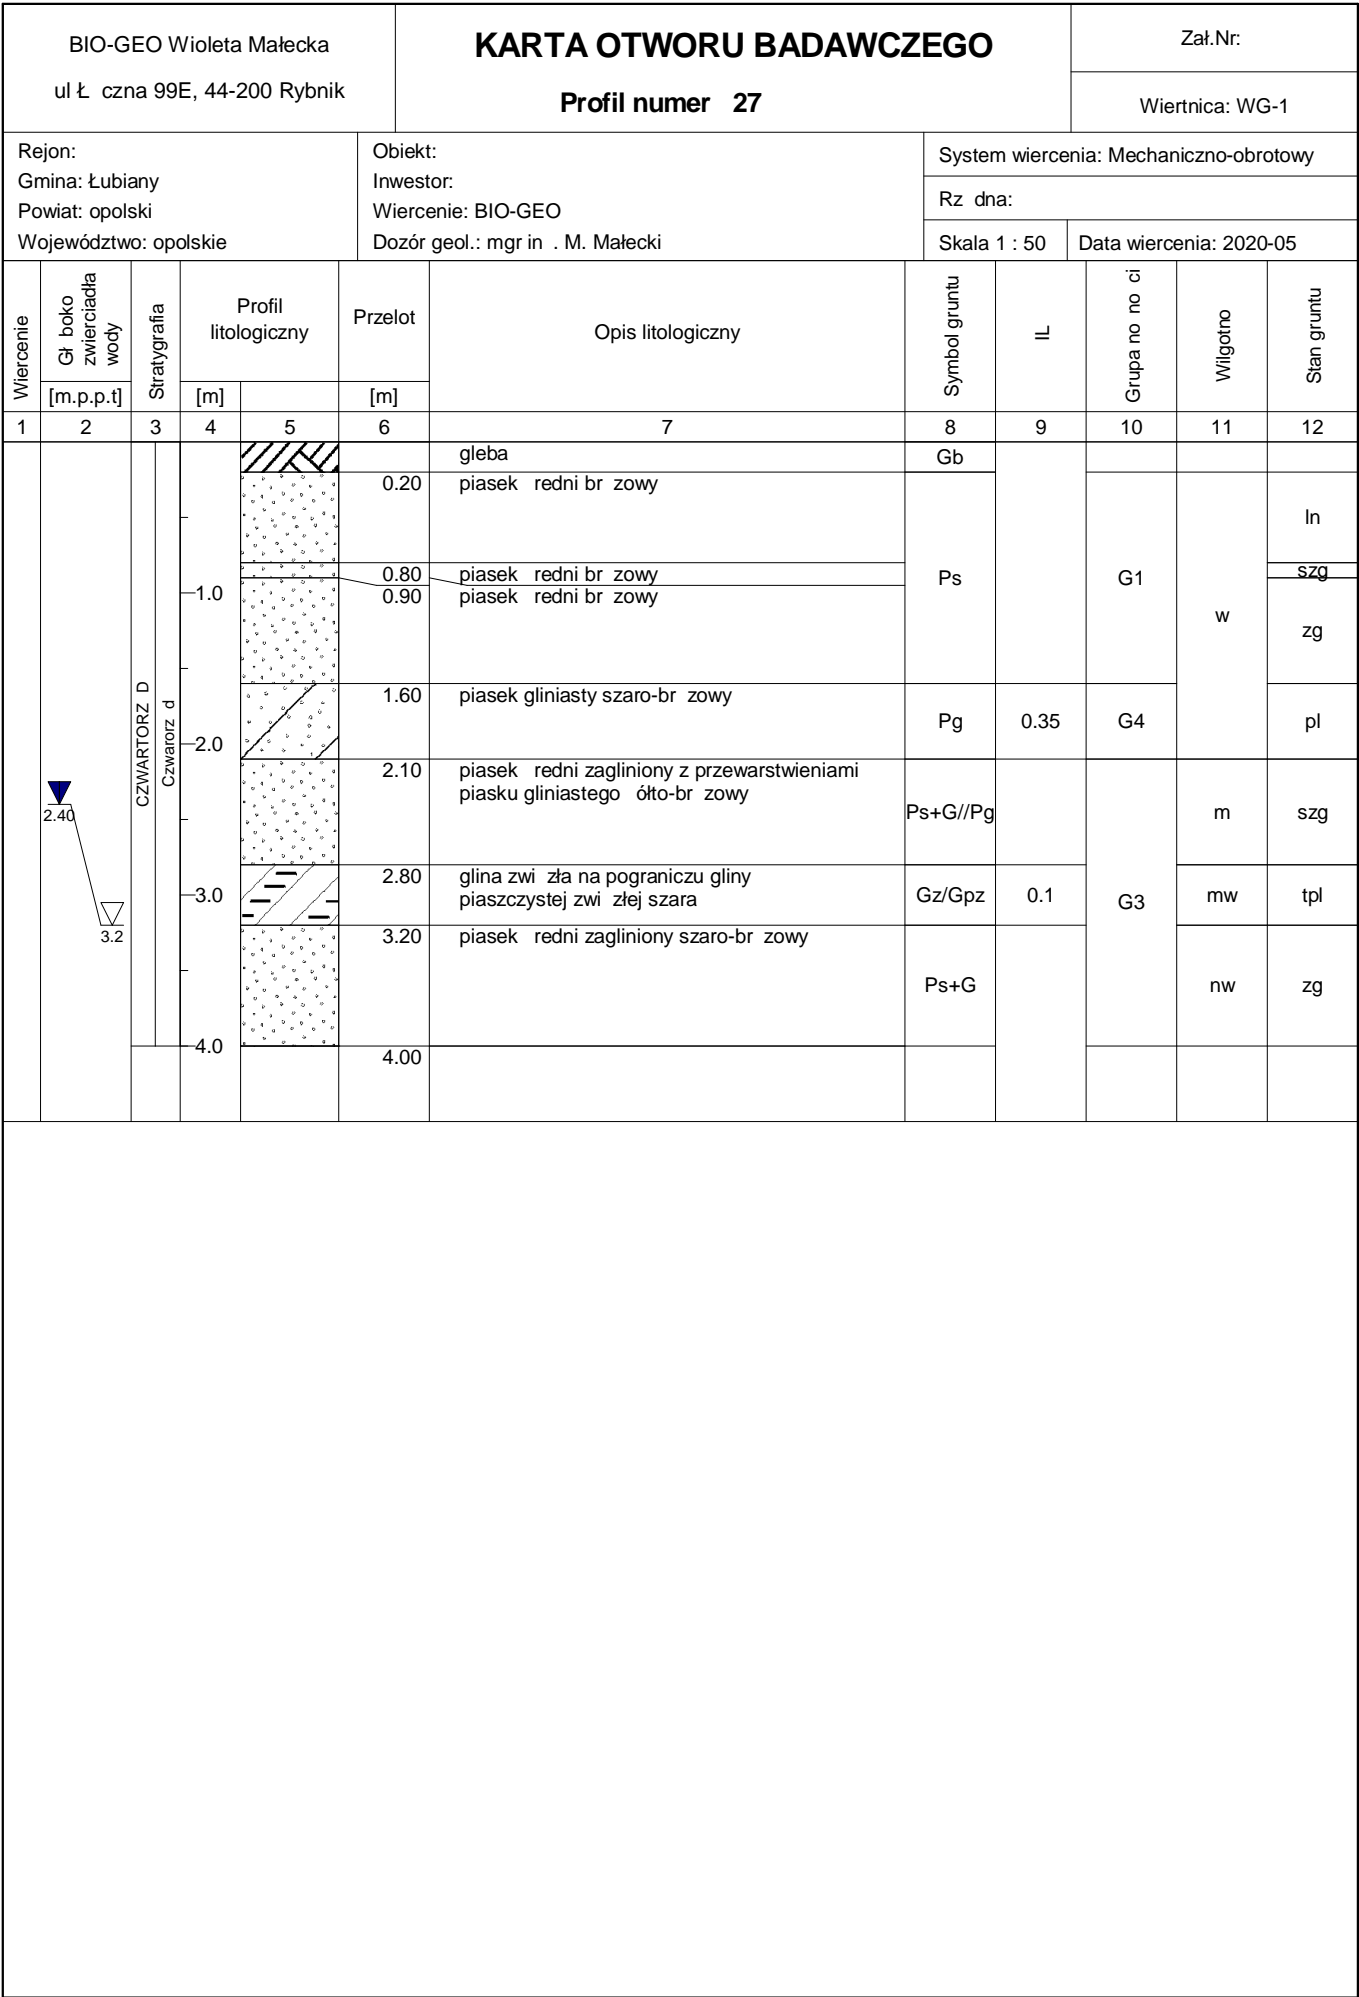 BIO-GEO Wioleta Małecka
ul Ł czna 99E, 44-200 Rybnik
KARTA OTWORU BADAWCZEGO
Profil numer 27
Zał.Nr:
Wiertnica: WG-1
Rejon:
Gmina: Łubiany
Powiat: opolski
Województwo: opolskie
Obiekt:
Inwestor:
Wiercenie: BIO-GEO
Dozór geol.: mgr in . M. Małecki
System wiercenia: Mechaniczno-obrotowy
Rz dna:
Skala 1 : 50
Data wiercenia: 2020-05
Wiercenie
Gł boko
zwierciadła
wody
[m.p.p.t]
Stratygrafia
Profil
litologiczny
[m]
Przelot
[m]
Opis litologiczny
Symbol gruntu
IL
Grupa no no ci
Wilgotno
Stan gruntu
1 2 3 4 5 6 7 8 9 10 11 12
gleba Gb
0.20 piasek redni br zowy
ln
0.80 piasek redni br zowy Ps G1 szg
-1.0 0.90 piasek redni br zowy
w
zg
1.60 piasek gliniasty szaro-br zowy
Pg 0.35 G4 pl
-2.0
CZWARTORZ D
Czwarorz d
2.10 piasek redni zagliniony z przewarstwieniami
piasku gliniastego ółto-br zowy
2.40
Ps+G//Pg m szg
2.80 glina zwi zła na pograniczu gliny
-3.0 piaszczystej zwi złej szara
Gz/Gpz 0.1 G3 mw tpl
3.2
3.20 piasek redni zagliniony szaro-br zowy
Ps+G nw zg
-4.0
4.00